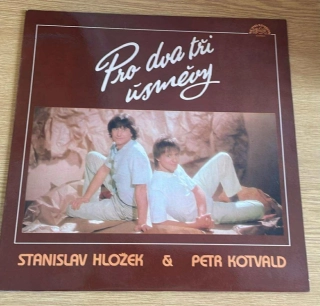 Pro dva tři
úsměvy
STANISLAV HLOŽEK & PETR KOTVALD